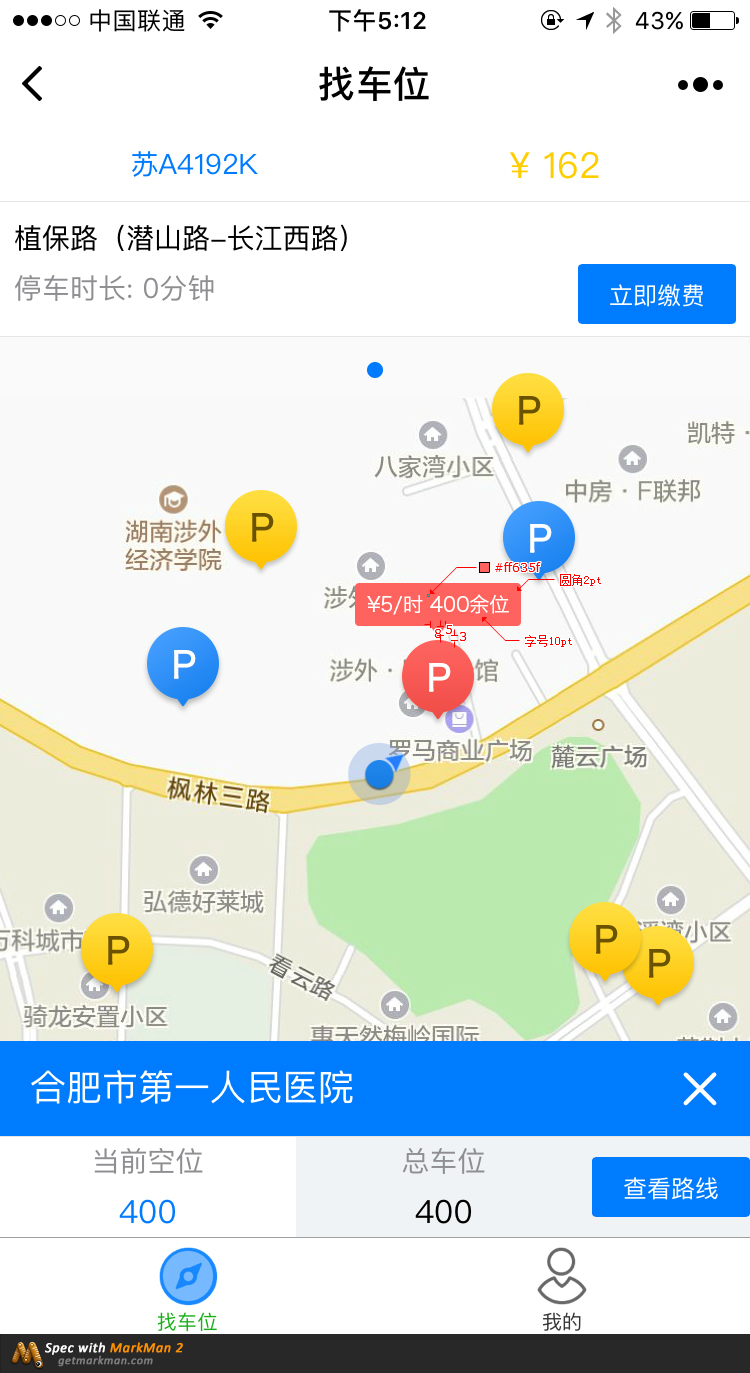 中国联通 下午5:12 43%
找车位
苏A4192K ¥ 162
植保路（潜山路-长江西路）
停车时长: 0分钟
立即缴费
P
凯特·
八家湾小区
中房·F联邦
湖南涉外
经济学院
P
P
#ff635f
圆角2pt
涉外
¥5/时 400余位
字号10pt
8 5 3
P
涉外· 馆
P
罗马商业广场
麓云广场
枫林三路
弘德好莱城
万科城市
P
P
P
小区
看云路
骑龙安置小区
惠天然梅岭国际
合肥市第一人民医院
当前空位 总车位
查看路线
400 400
找车位 我的
Spec with MarkMan 2
getmarkman.com